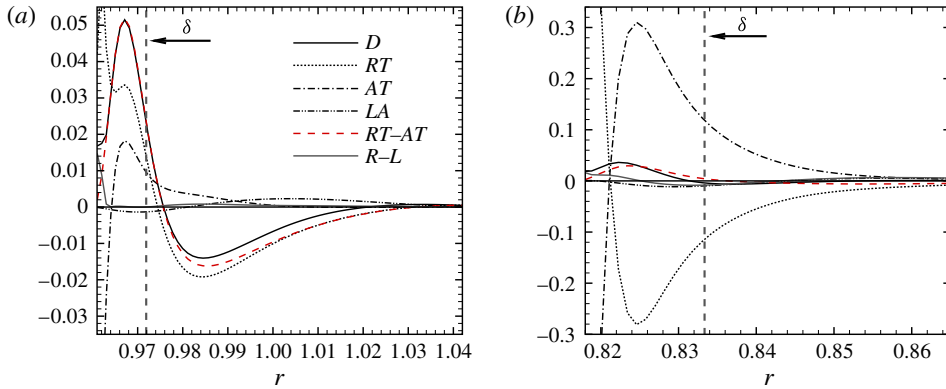 (a)
0.05
0.04
0.03
0.02
0.01
0
−0.01
−0.02
−0.03
δ
D
RT
AT
LA
RT–AT
R–L
0.97 0.98 0.99 1.00 1.01 1.02 1.03 1.04
r
(b)
0.3
0.2
0.1
0
−0.1
−0.2
−0.3
δ
0.82 0.83 0.84 0.85 0.86
r